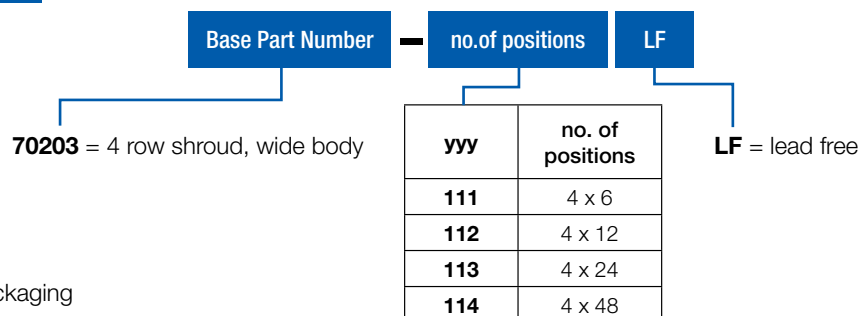 Base Part Number – no.of positions LF
70203 = 4 row shroud, wide body
yyy no. of positions
111 4 x 6
112 4 x 12
113 4 x 24
114 4 x 48
LF = lead free
ckaging